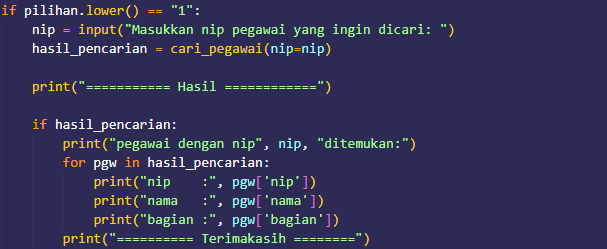 if pilihan.lower() == "1":
    nip = input("Masukkan nip pegawai yang ingin dicari: ")
    hasil_pencarian = cari_pegawai(nip=nip)

    print("=========== Hasil ============")

    if hasil_pencarian:
        print("pegawai dengan nip", nip, "ditemukan:")
        for pgw in hasil_pencarian:
            print("nip    :", pgw['nip'])
            print("nama   :", pgw['nama'])
            print("bagian :", pgw['bagian'])
        print("========== Terimakasih ========")